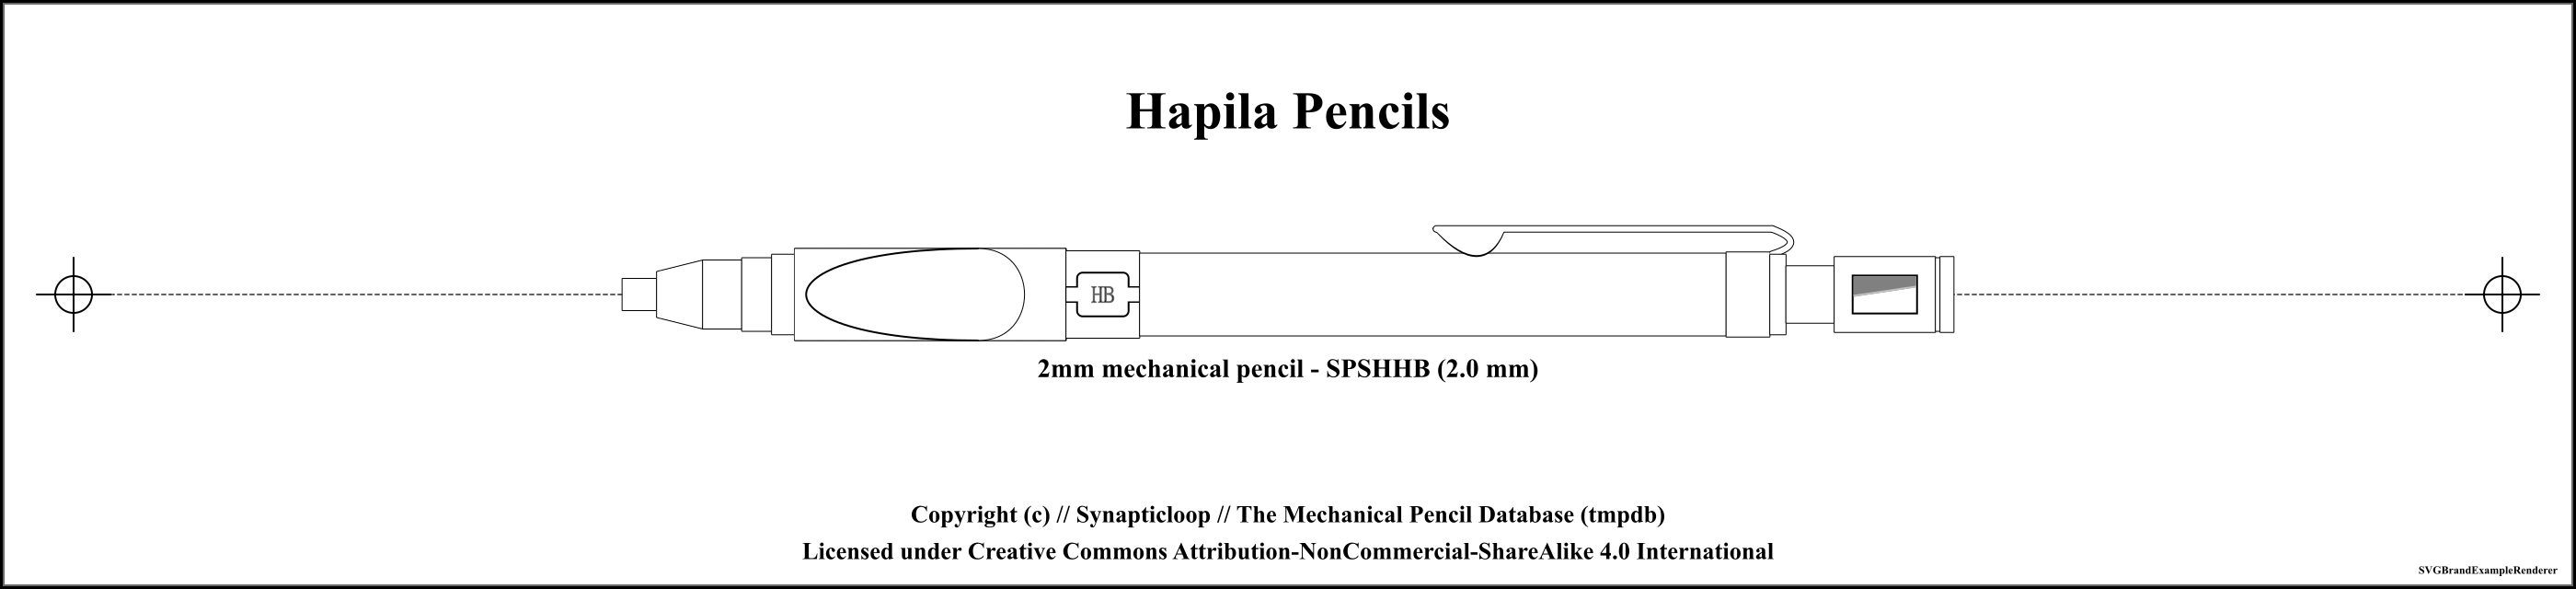 Hapila Pencils
HB
2mm mechanical pencil - SPSHHB (2.0 mm)
Copyright (c) // Synapticloop // The Mechanical Pencil Database (tmpdb)
Licensed under Creative Commons Attribution-NonCommercial-ShareAlike 4.0 International
SVGBrandExampleRenderer